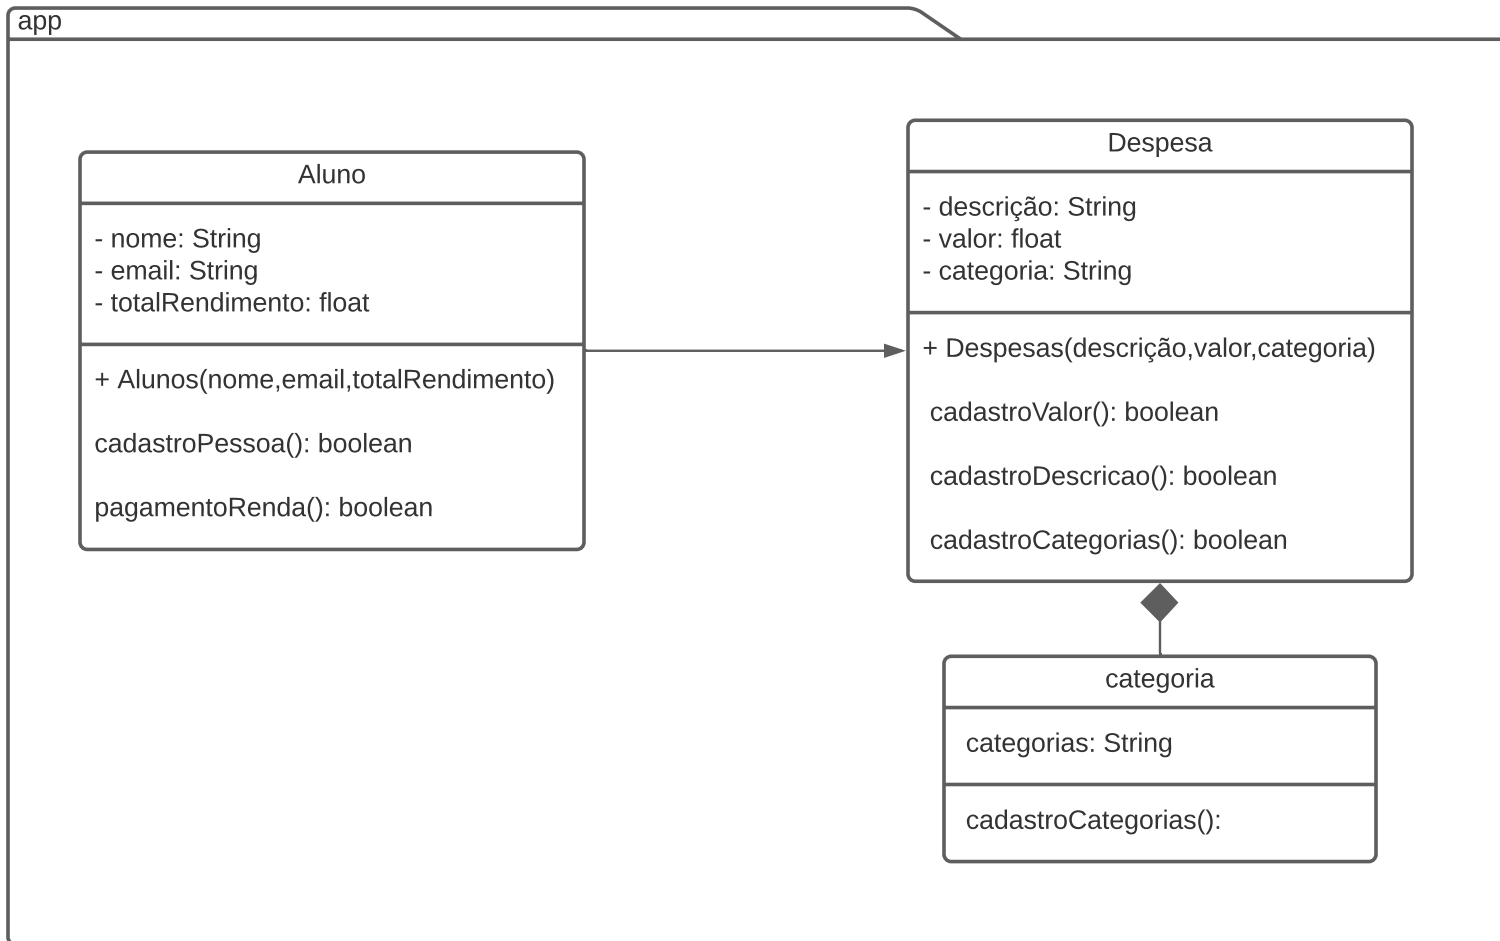 app
Aluno
- nome: String
- email: String
- totalRendimento: float
+ Alunos(nome,email,totalRendimento)
cadastroPessoa(): boolean
pagamentoRenda(): boolean
Despesa
- descrição: String
- valor: float
- categoria: String
+ Despesas(descrição,valor,categoria)
cadastroValor(): boolean
cadastroDescricao(): boolean
cadastroCategorias(): boolean
categoria
categorias: String
cadastroCategorias():